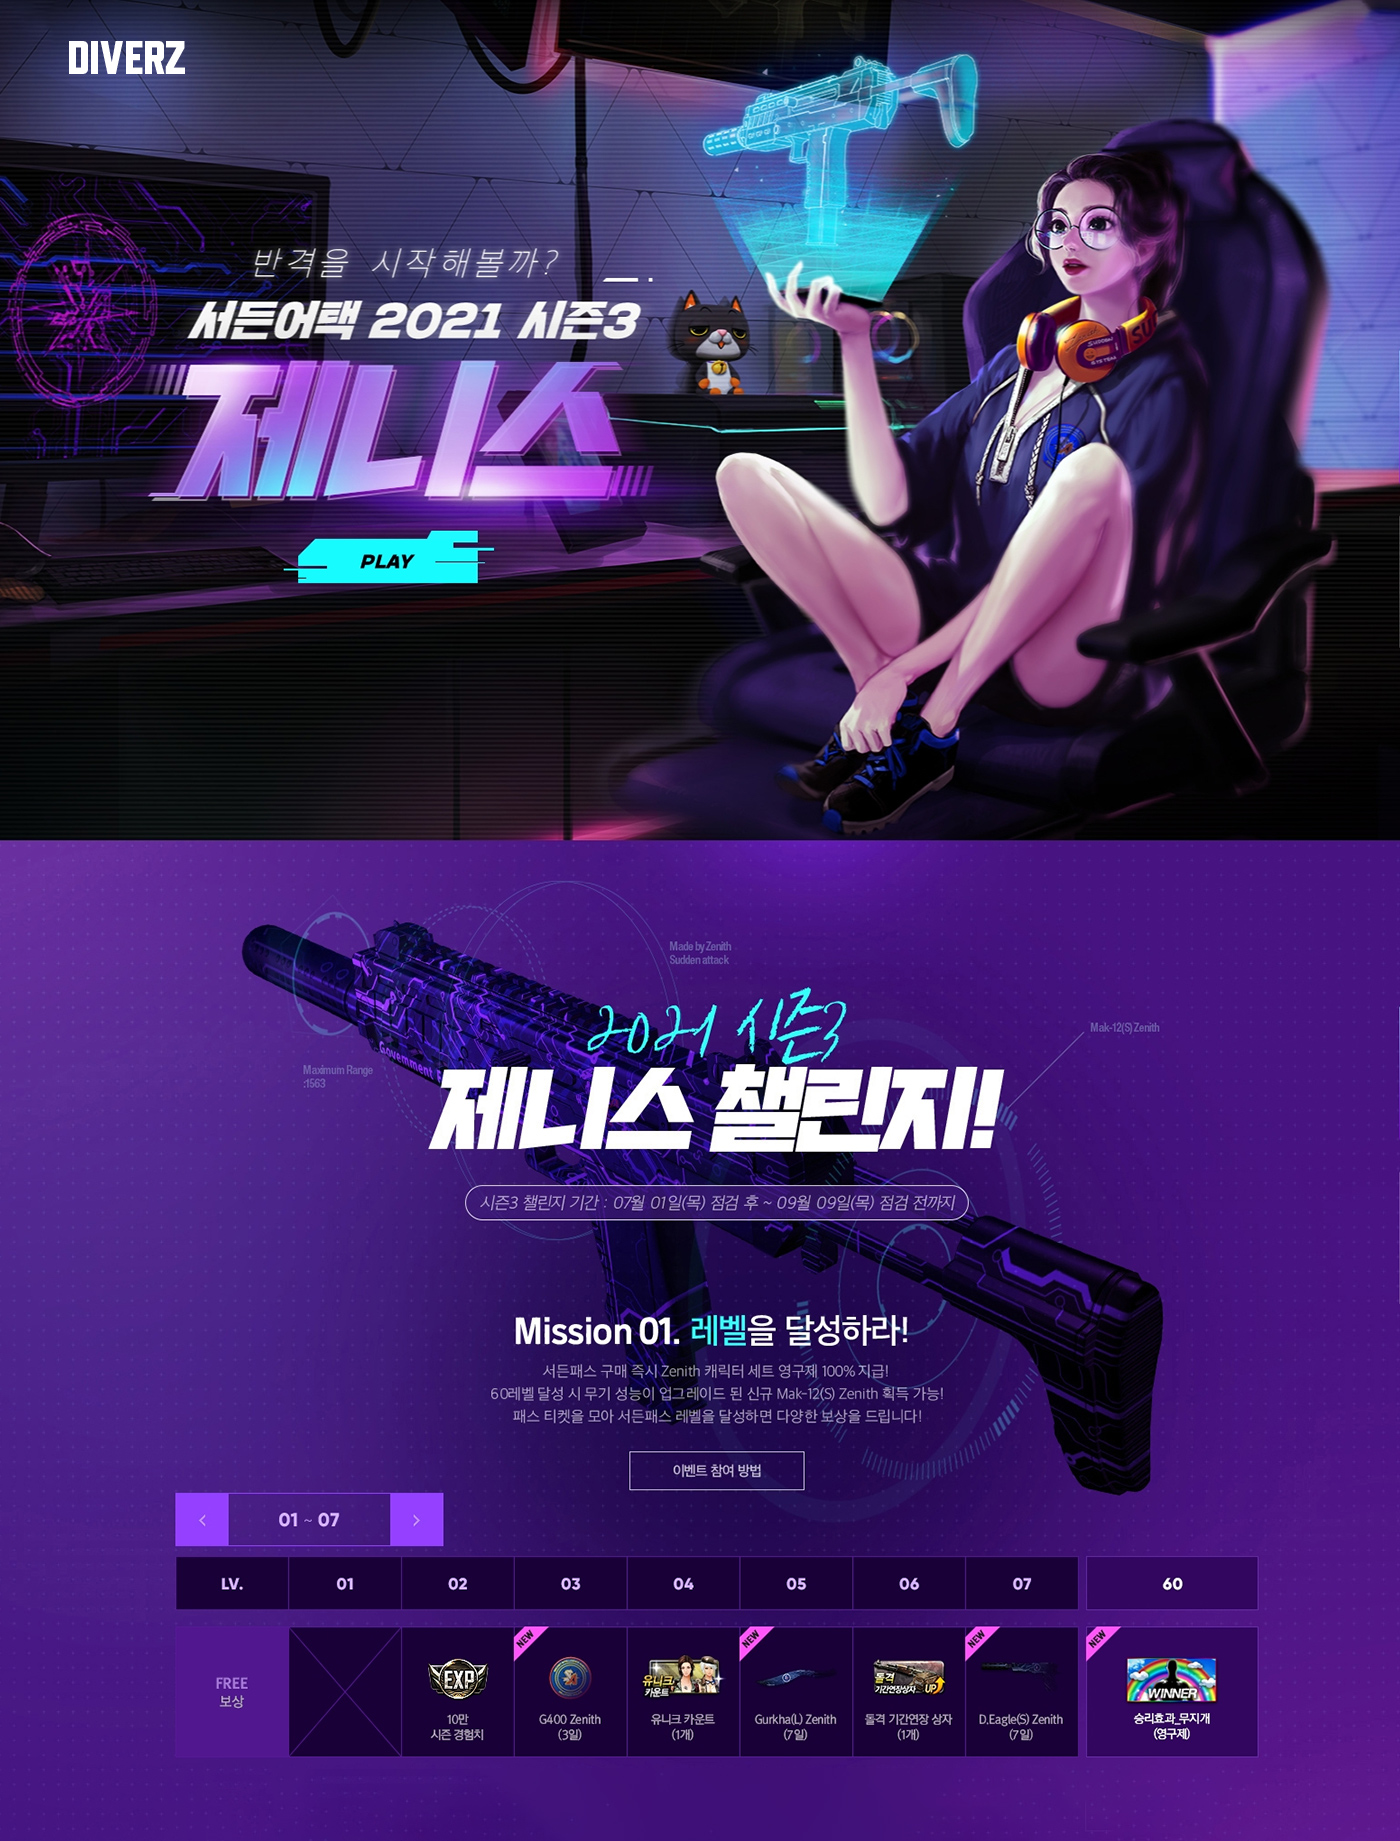 DIVERZ
반격을 시작해볼까?
서든어택 2021 시즌3
제니스
PLAY
Made by Zenith
Sudden attack
Mak-12(S) Zenith
Maximum Range
:1563
Government
2021 시즌3
제니스 챌린지!
시즌3 챌린지 기간 : 07월 01일(목) 점검 후 ~ 09월 09일(목) 점검 전까지
Mission 01. 레벨을 달성하라!
서든패스 구매 즉시 Zenith 캐릭터 세트 영구제 100% 지급!
60레벨 달성 시 무기 성능이 업그레이드 된 신규 Mak-12(S) Zenith 획득 가능!
패스 티켓을 모아 서든패스 레벨을 달성하면 다양한 보상을 드립니다!
이벤트 참여 방법
01 ~ 07
LV. 01 02 03 04 05 06 07 60
NEW NEW NEW NEW
EXP 유니크 카운트 돌격 기간연장상자 UP WINNER
FREE
보상
10만
시즌 경험치
G400 Zenith
(3일)
유니크 카운트
(1개)
Gurkha(L) Zenith
(7일)
돌격 기간연장 상자
(1개)
D.Eagle(S) Zenith
(7일)
승리효과_무지개
(영구제)